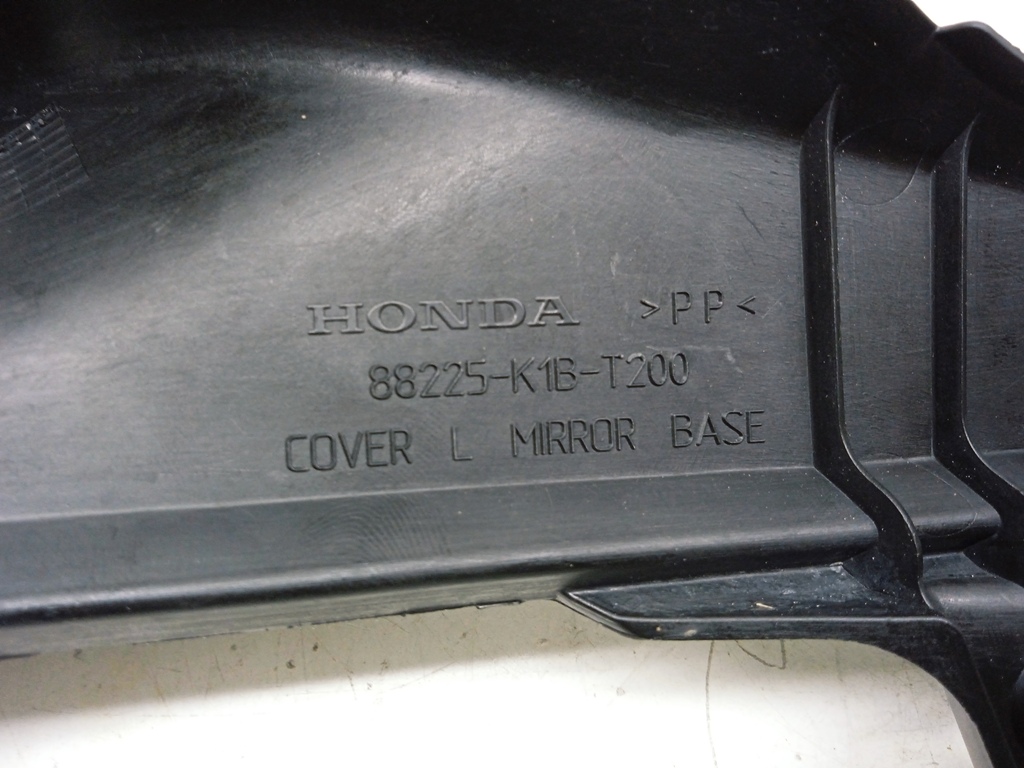 HONDA >PP<
88225-K1B-T200
COVER L MIRROR BASE